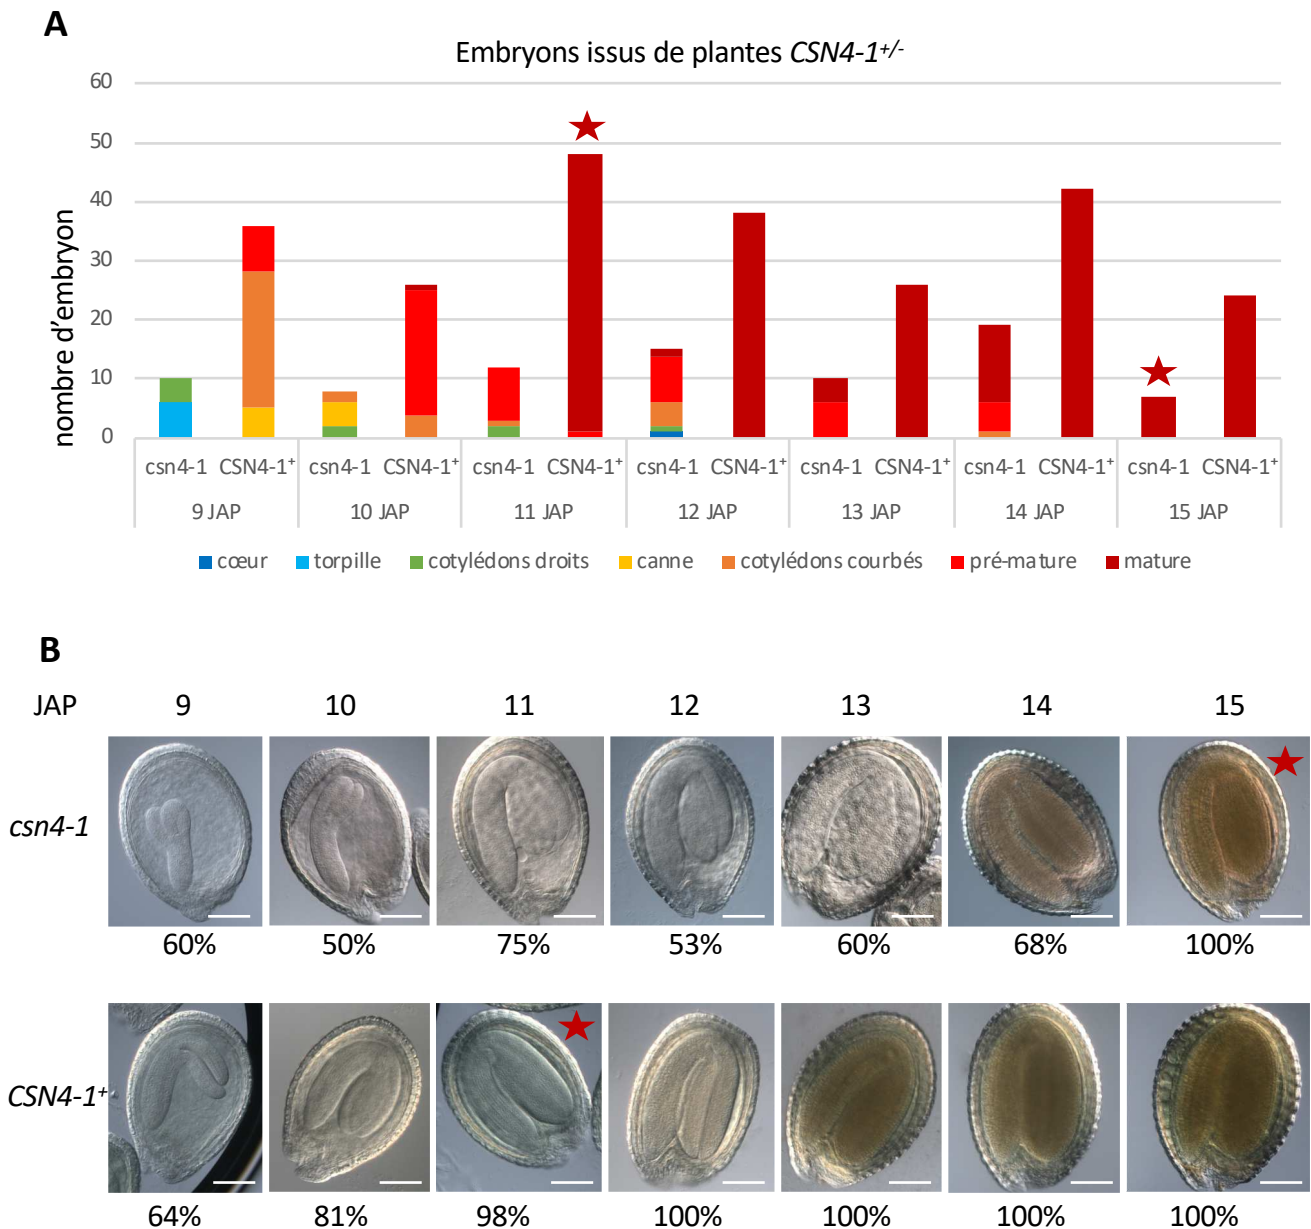 A
Embryons issus de plantes CSN4-1+/-
nombre d'embryon
60
50
40
30
20
10
0
csn4-1 CSN4-1+ csn4-1 CSN4-1+ csn4-1 CSN4-1+ csn4-1 CSN4-1+ csn4-1 CSN4-1+ csn4-1 CSN4-1+ csn4-1 CSN4-1+
9 JAP 10 JAP 11 JAP 12 JAP 13 JAP 14 JAP 15 JAP
cœur torpille cotylédons droits canne cotylédons courbés pré-mature mature
B
JAP 9 10 11 12 13 14 15
csn4-1
60% 50% 75% 53% 60% 68% 100%
CSN4-1+
64% 81% 98% 100% 100% 100% 100%